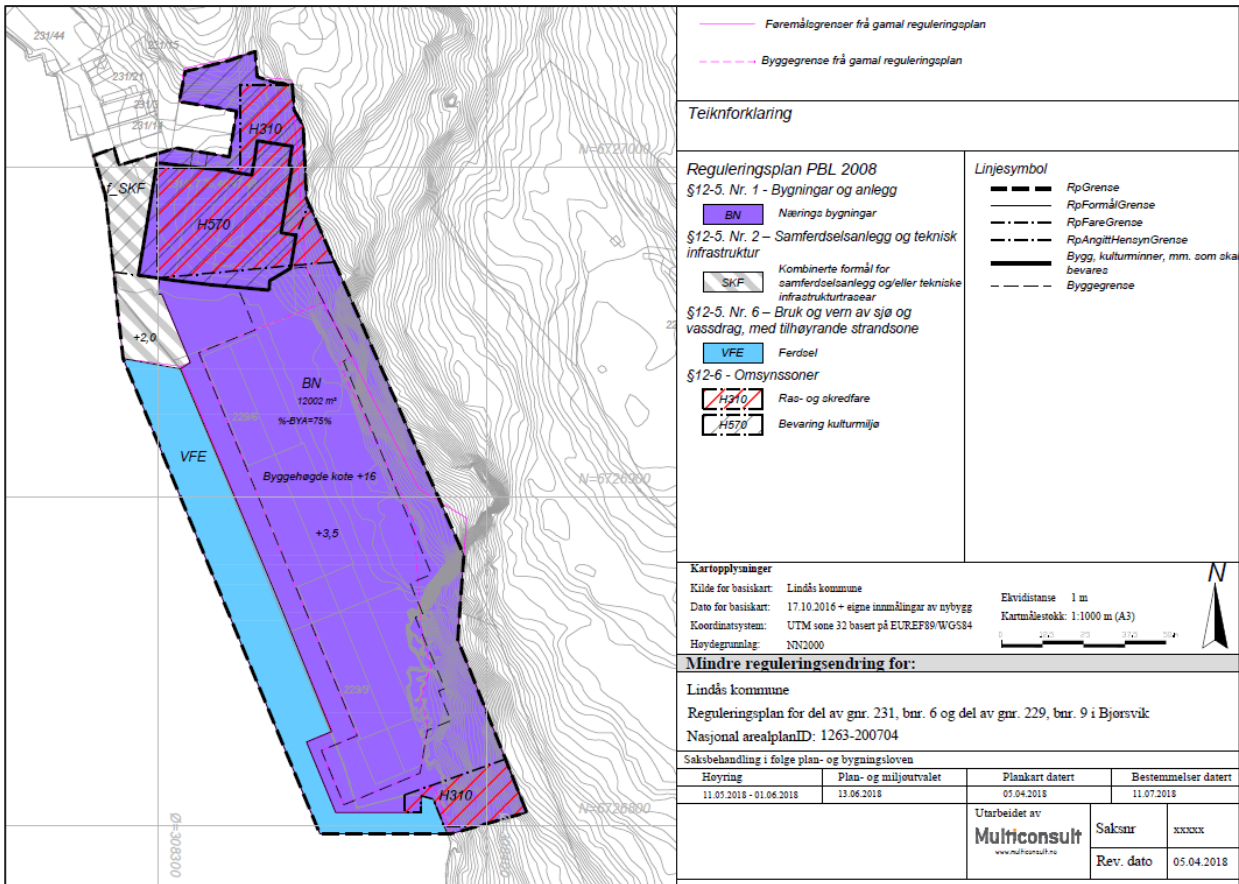 231/44
231/15
231/21
231/3
231/14
H310
f_SKF
H570
+2,0
BN
12002 m²
%-BYA=75%
229/6
VFE
Byggehøgde kote +16
+3,5
223/9
H310
N=6727000
N=6726900
N=6726800
Ø=308300
Føremålsgrenser frå gamal reguleringsplan
Byggegrense frå gamal reguleringsplan
Teiknforklaring
Reguleringsplan PBL 2008
§12-5. Nr. 1 - Bygningar og anlegg
BN Nærings bygningar
§12-5. Nr. 2 – Samferdselsanlegg og teknisk
infrastruktur
SKF
Kombinerte formål for
samferdselsanlegg og/eller tekniske
infrastrukturtrasear
§12-5. Nr. 6 – Bruk og vern av sjø og
vassdrag, med tilhøyrande strandsone
VFE Ferdsel
§12-6 - Omsynssoner
H310 Ras- og skredfare
H570 Bevaring kulturmiljø
Linjesymbol
RpGrense
RpFormålGrense
RpFareGrense
RpAngittHensynGrense
Bygg, kulturminner, mm. som skal
bevares
Byggegrense
Kartopplysninger
Kilde for basiskart: Lindås kommune
Dato for basiskart: 17.10.2016 + eigne innmålingar av nybygg
Koordinatsystem: UTM sone 32 basert på EUREF89/WGS84
Høydegrunnlag: NN2000
Ekvidistanse 1 m
Kartmålestokk: 1:1000 m (A3)
N
Mindre reguleringsendring for:
Lindås kommune
Reguleringsplan for del av gnr. 231, bnr. 6 og del av gnr. 229, bnr. 9 i Bjørsvik
Nasjonal arealplanID: 1263-200704
Saksbehandling i følge plan- og bygningsloven
Høyring Plan- og miljøutvalet Plankart datert Bestemmelser datert
11.05.2018 - 01.06.2018 13.06.2018 05.04.2018 11.07.2018
Utarbeidet av
Multiconsult
www.multiconsult.no
Saksnr xxxxx
Rev. dato 05.04.2018